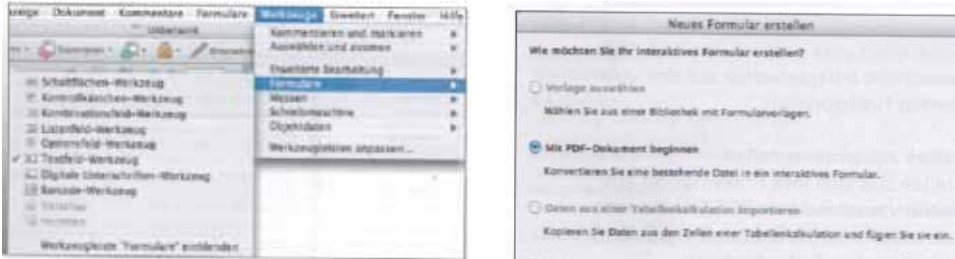 Dokument Kommentare Formulare Werkzeuge Erweitert Fenster Hilfe
Unbenannt
Kommentieren und markieren
Auswählen und zoomen
Erweiterte Bearbeitung
Formulare
Messen
Schreibmaschine
Objektdaten
Werkzeugleisten anpassen...
Schaltflächen-Werkzeug
Kontrollkästchen-Werkzeug
Kombinationsfeld-Werkzeug
Listenfeld-Werkzeug
Optionsfeld-Werkzeug
✓ Textfeld-Werkzeug
Digitale Unterschriften-Werkzeug
Barcode-Werkzeug
Werkzeugleiste "Formulare" einblenden
Neues Formular erstellen
Wie möchten Sie Ihr interaktives Formular erstellen?
Vorlage auswählen
Wählen Sie aus einer Bibliothek mit Formularvorlagen.
Mit PDF-Dokument beginnen
Konvertieren Sie eine bestehende Datei in ein interaktives Formular.
Daten aus einer Tabellenkalkulation importieren
Kopieren Sie Daten aus den Zellen einer Tabellenkalkulation und fügen Sie sie ein.